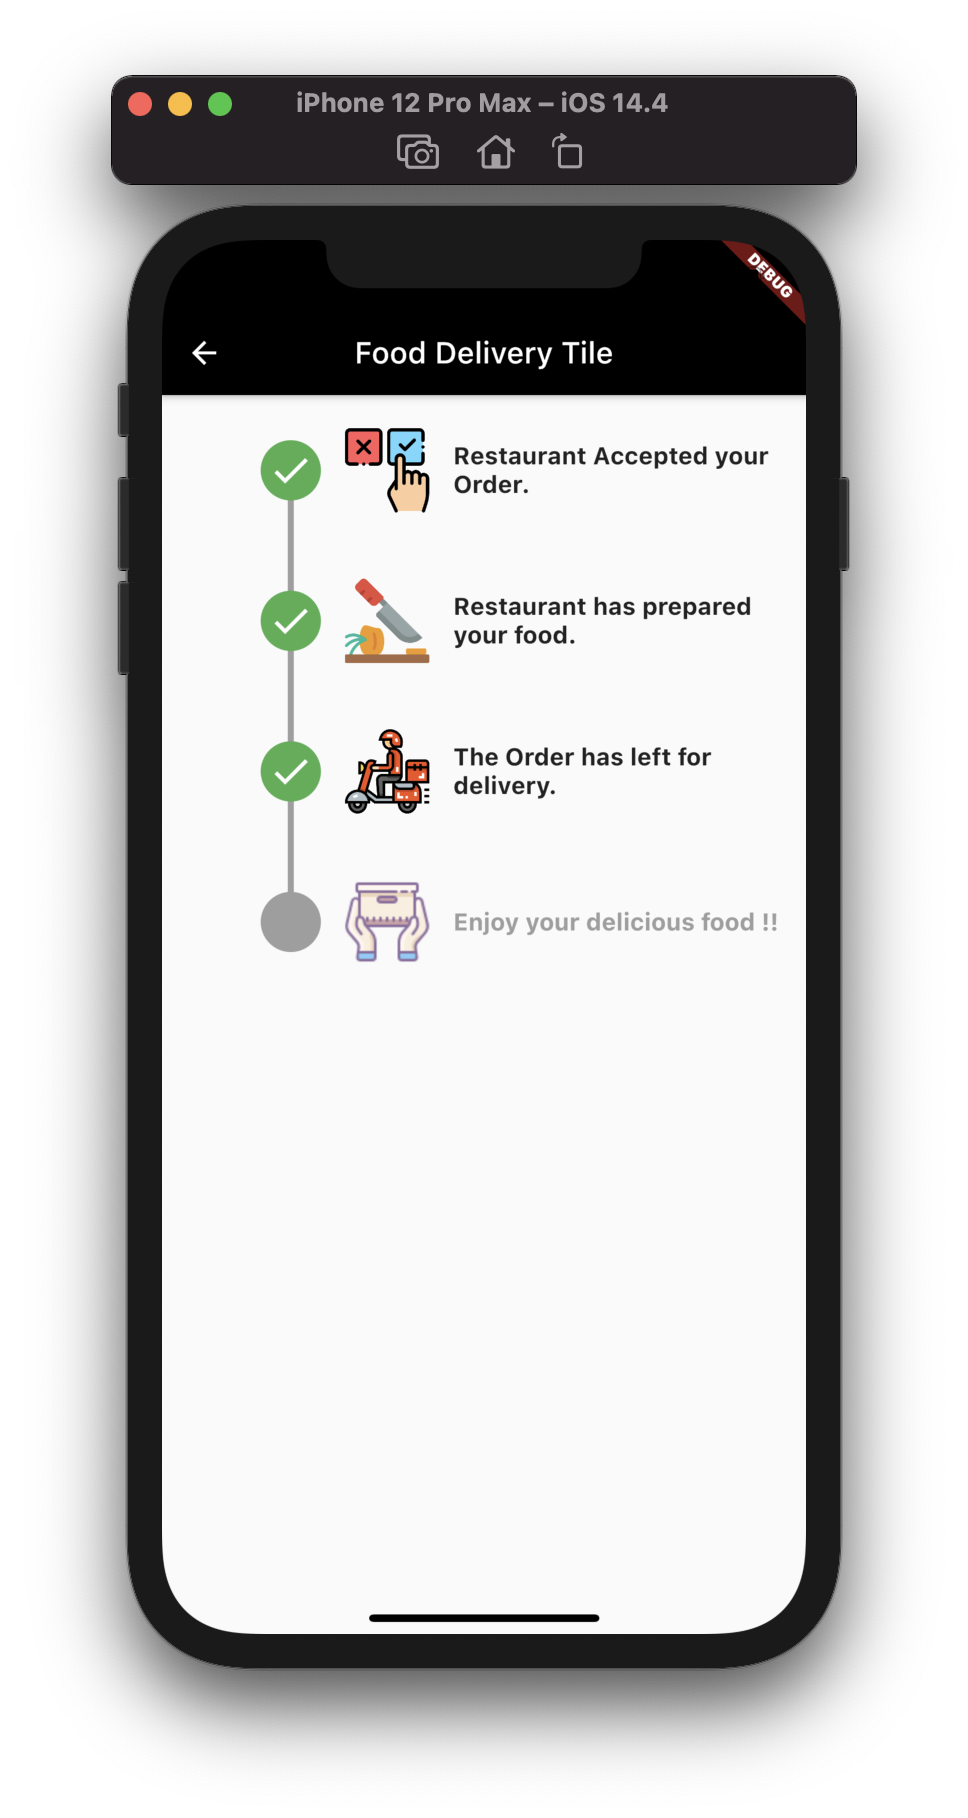 iPhone 12 Pro Max – iOS 14.4
DEBUG
Food Delivery Tile
Restaurant Accepted your
Order.
Restaurant has prepared
your food.
The Order has left for
delivery.
Enjoy your delicious food !!